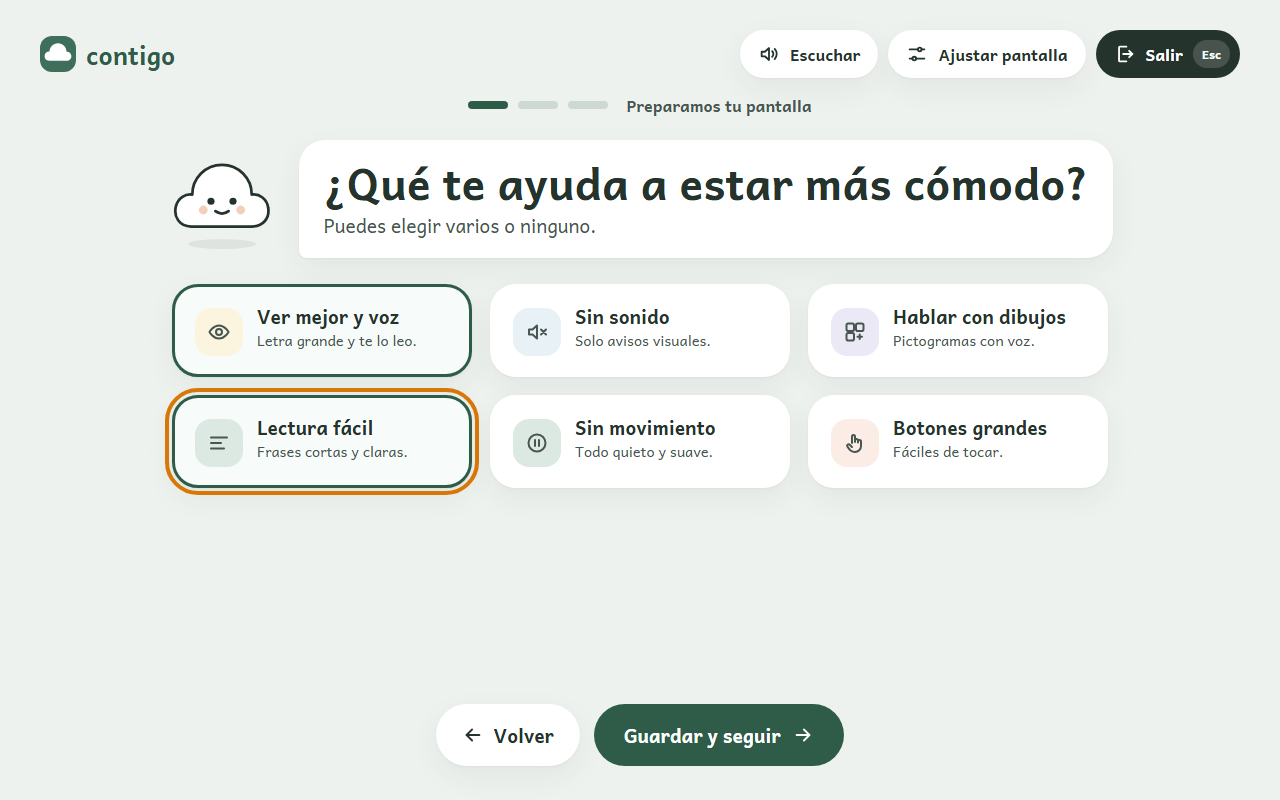 contigo
Escuchar
Ajustar pantalla
Salir
Esc
Preparamos tu pantalla
¿Qué te ayuda a estar más cómodo?
Puedes elegir varios o ninguno.
Ver mejor y voz
Letra grande y te lo leo.
Sin sonido
Solo avisos visuales.
Hablar con dibujos
Pictogramas con voz.
Lectura fácil
Frases cortas y claras.
Sin movimiento
Todo quieto y suave.
Botones grandes
Fáciles de tocar.
Volver
Guardar y seguir